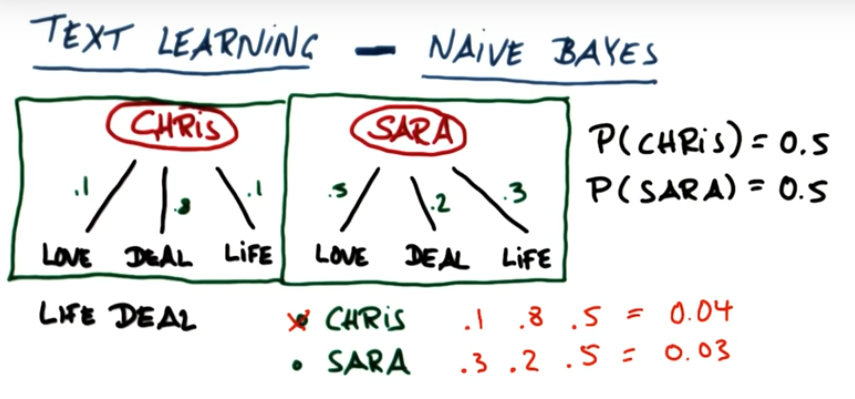 TEXT LEARNING — NAIVE BAYES
CHRIS
.1 .8 .1
LOVE DEAL LIFE
SARA
.5 .2 .3
LOVE DEAL LIFE
P(CHRIS) = 0.5
P(SARA) = 0.5
LIFE DEAL
CHRIS .1 .8 .5 = 0.04
SARA .3 .2 .5 = 0.03